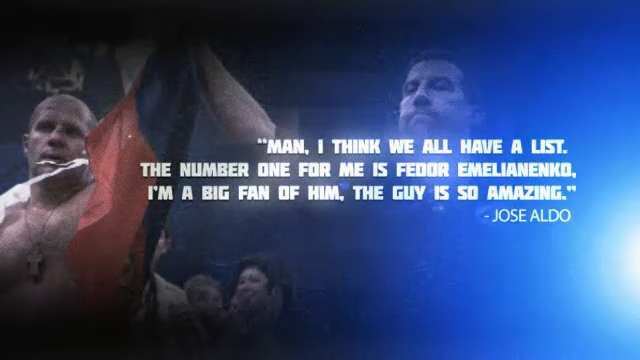 "MAN, I THINK WE ALL HAVE A LIST.
THE NUMBER ONE FOR ME IS FEDOR EMELIANENKO,
I'M A BIG FAN OF HIM, THE GUY IS SO AMAZING."
- JOSE ALDO